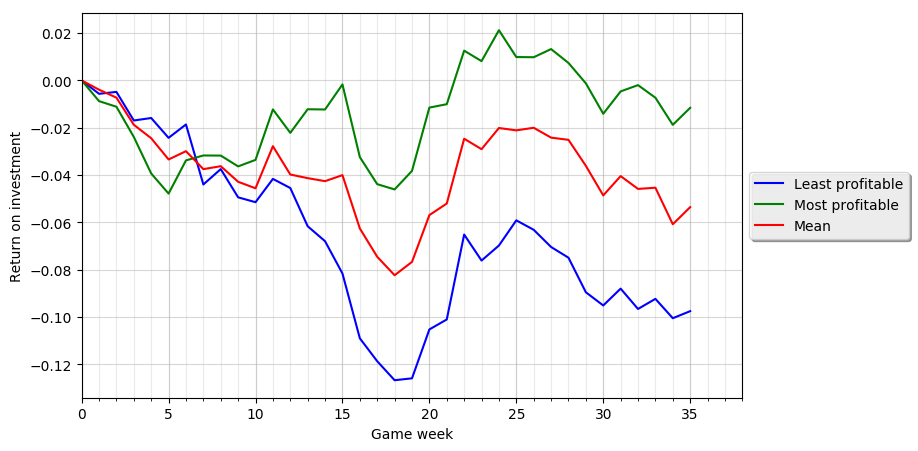 0.02
0.00
−0.02
−0.04
−0.06
−0.08
−0.10
−0.12
Return on investment
0 5 10 15 20 25 30 35
Game week
Least profitable
Most profitable
Mean